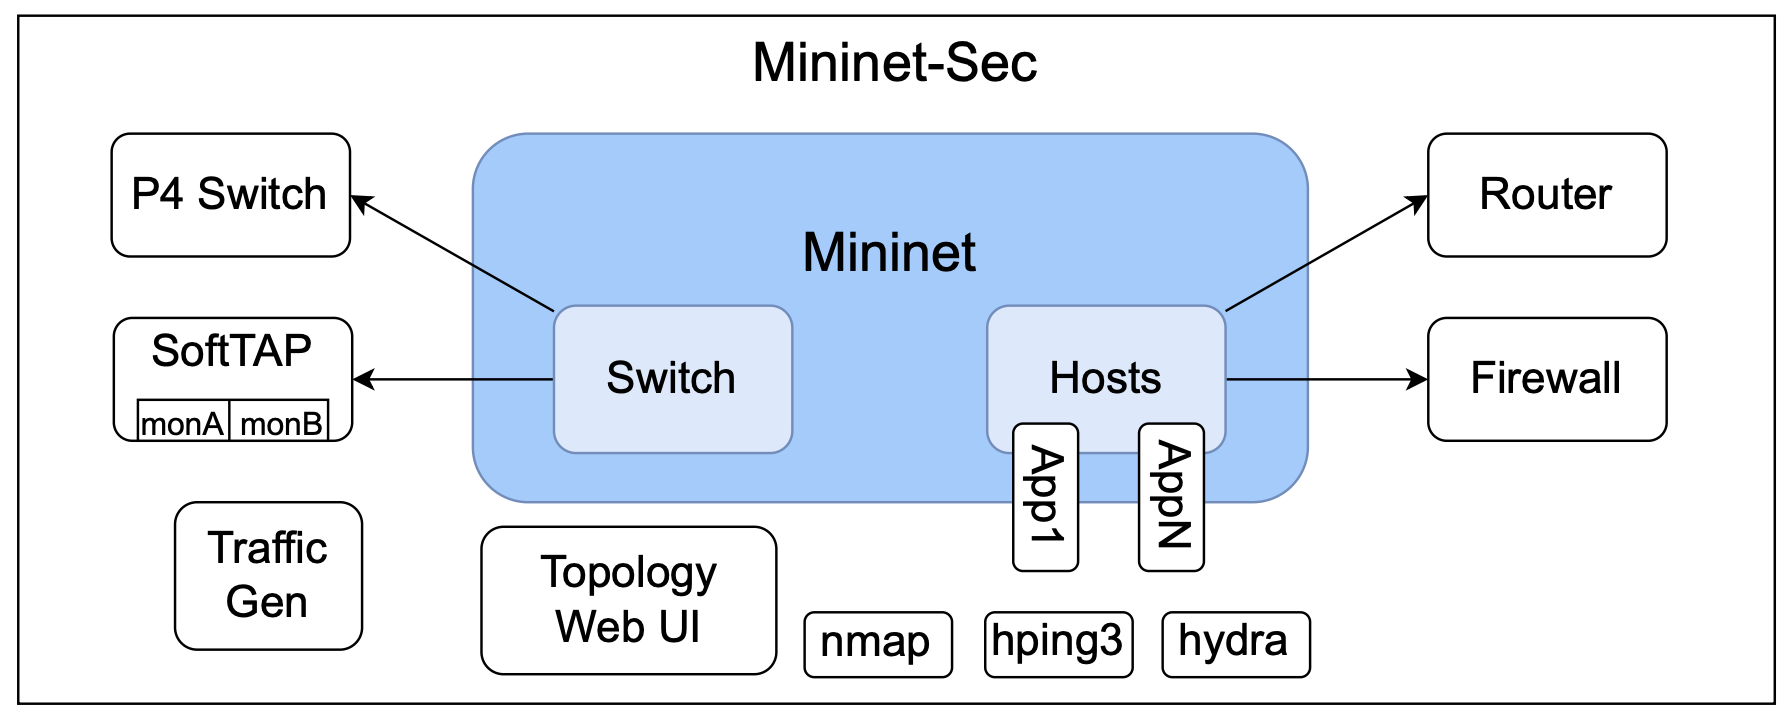 Mininet-Sec
P4 Switch
Mininet
Router
SoftTAP
monA
monB
Switch
Hosts
Firewall
App1
AppN
Traffic
Gen
Topology
Web UI
nmap
hping3
hydra